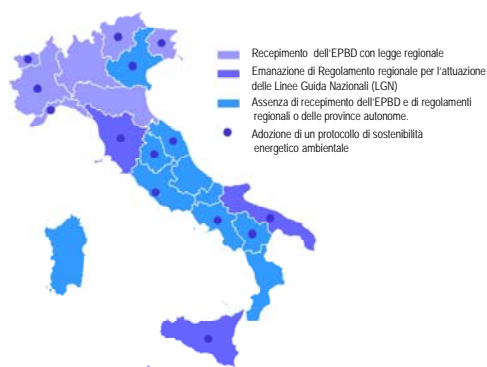 Recepimento dell'EPBD con legge regionale
Emanazione di Regolamento regionale per l'attuazione
delle Linee Guida Nazionali (LGN)
Assenza di recepimento dell'EPBD e di regolamenti
regionali o delle province autonome.
Adozione di un protocollo di sostenibilità
energetico ambientale